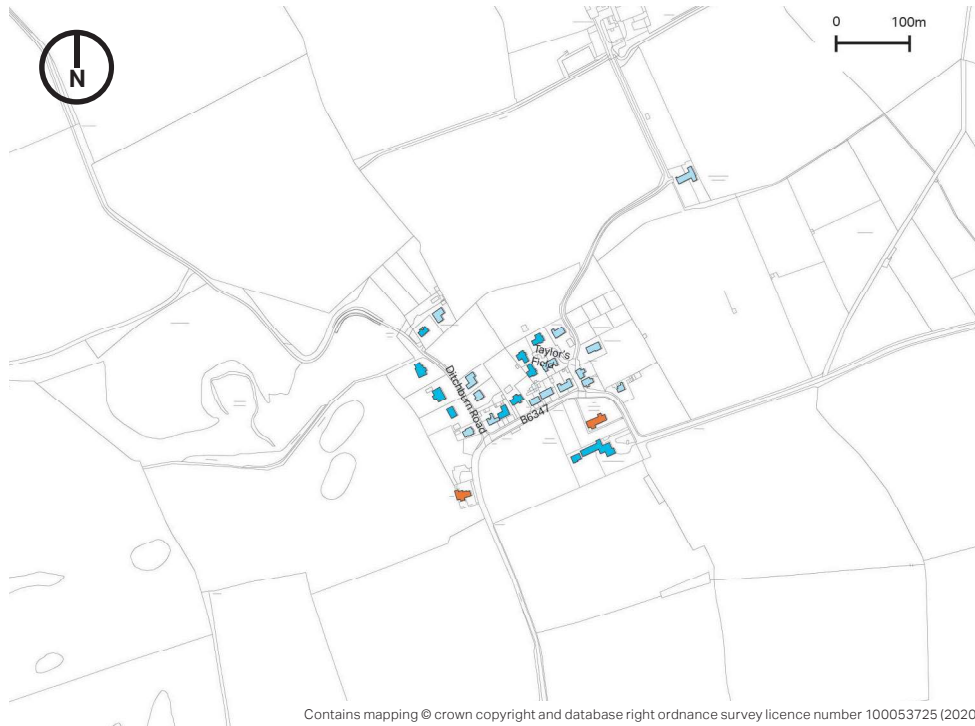 N
0 100m
Taylor's
Ditchburn Road
B6347
Contains mapping © crown copyright and database right ordnance survey licence number 100053725 (2020